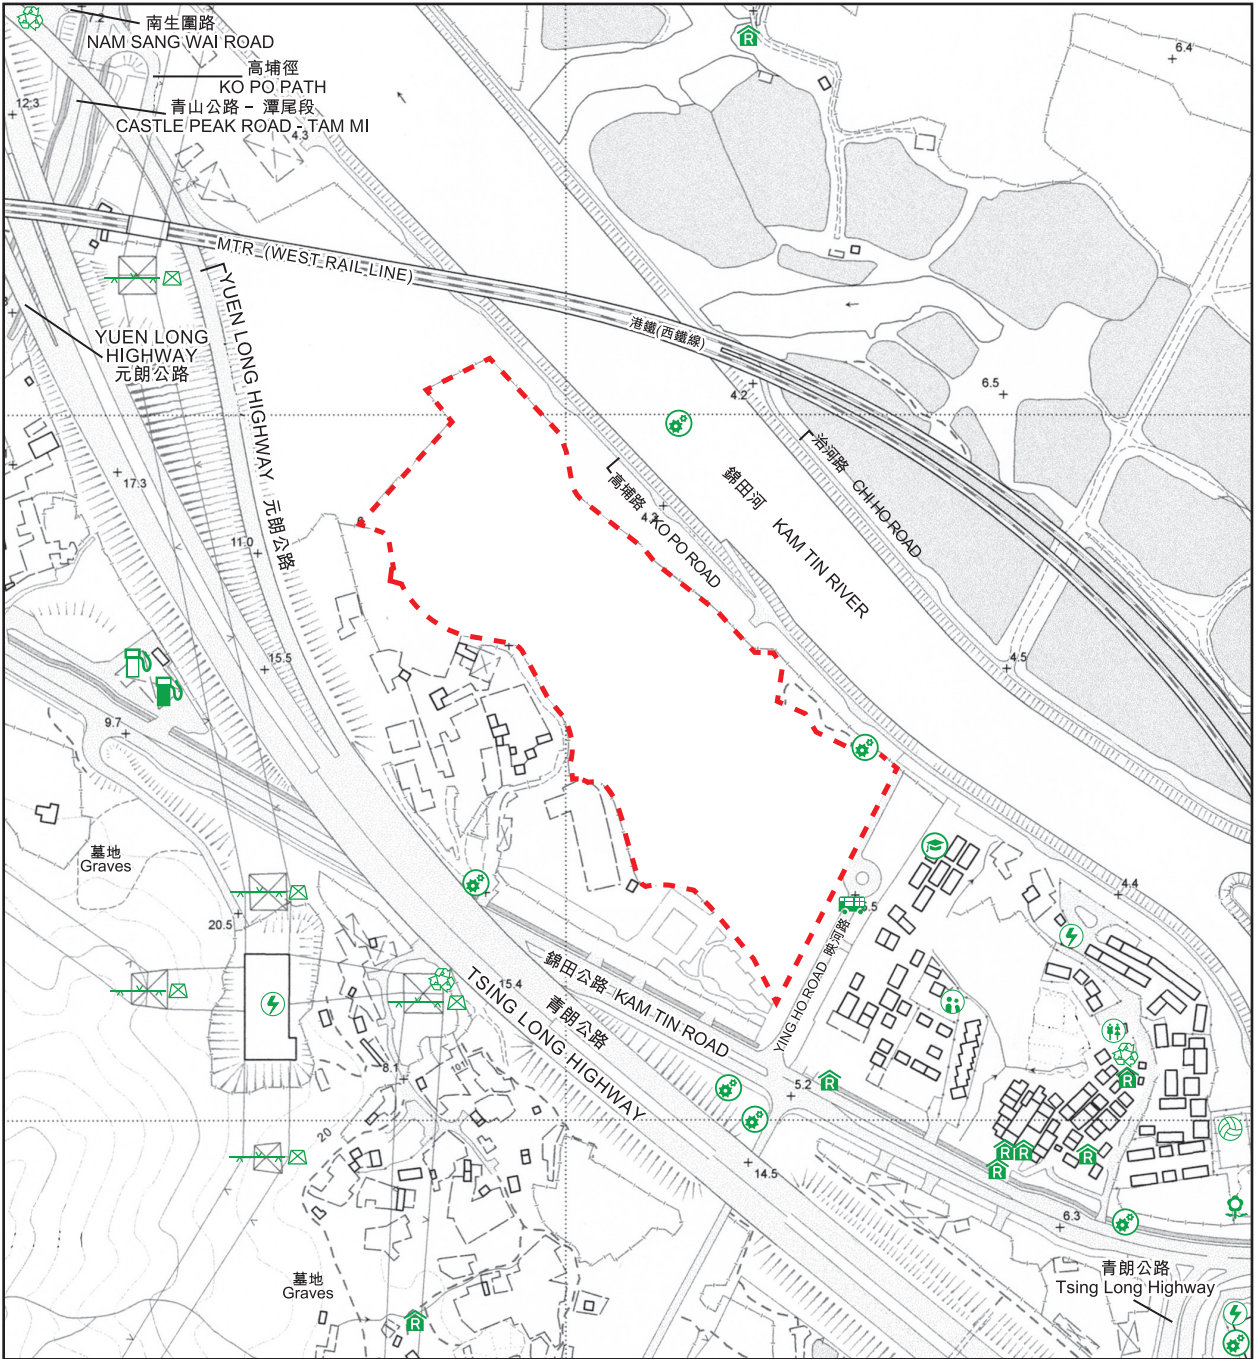 7.2
南生圍路
NAM SANG WAI ROAD
高埔徑
KO PO PATH
青山公路 - 潭尾段
CASTLE PEAK ROAD - TAM MI
12.3
4.3
6.4
MTR (WEST RAIL LINE)
港鐵(西鐵線)
YUEN LONG
HIGHWAY
元朗公路
YUEN LONG HIGHWAY 元朗公路
4.2
6.5
17.3
11.0
15.5
9.7
高埔路 KO PO ROAD
錦田河 KAM TIN RIVER
治河路 CHI HO ROAD
4.5
墓地
Graves
20.5
4.4
映河路 YING HO ROAD
錦田公路 KAM TIN ROAD
15.4
青朗公路
TSING LONG HIGHWAY
8.1
101
20
5.2
14.5
6.3
墓地
Graves
青朗公路
Tsing Long Highway
R
R
R
R
R
R
R
R